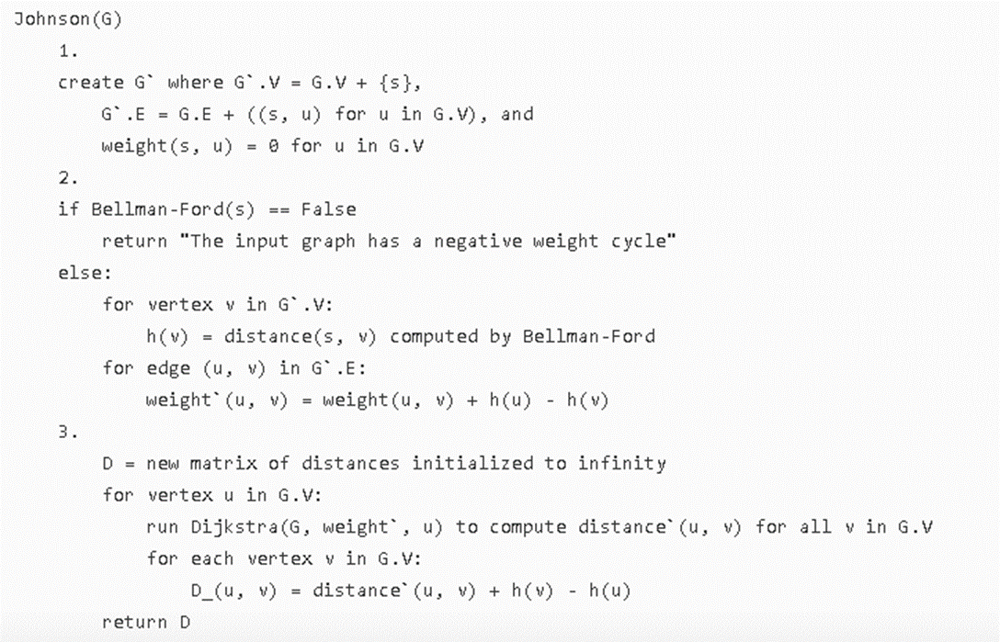 Johnson(G)
1.
create G` where G`.V = G.V + {s},
G`.E = G.E + ((s, u) for u in G.V), and
weight(s, u) = 0 for u in G.V
2.
if Bellman-Ford(s) == False
return "The input graph has a negative weight cycle"
else:
for vertex v in G`.V:
h(v) = distance(s, v) computed by Bellman-Ford
for edge (u, v) in G`.E:
weight`(u, v) = weight(u, v) + h(u) - h(v)
3.
D = new matrix of distances initialized to infinity
for vertex u in G.V:
run Dijkstra(G, weight`, u) to compute distance`(u, v) for all v in G.V
for each vertex v in G.V:
D_(u, v) = distance`(u, v) + h(v) - h(u)
return D